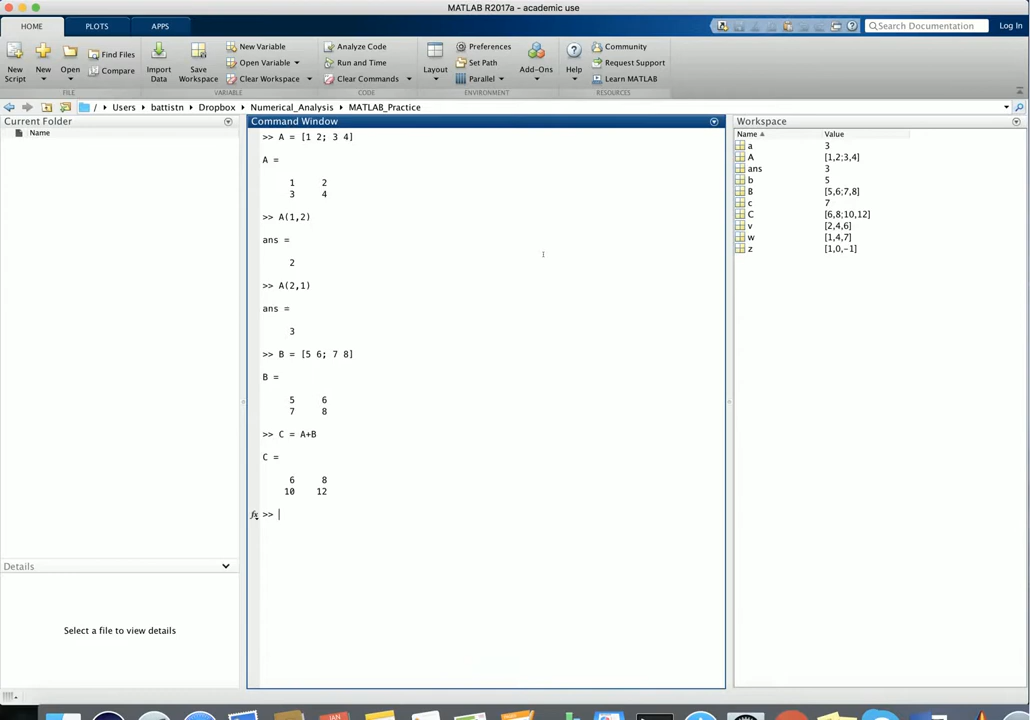 MATLAB R2017a - academic use
HOME PLOTS APPS Search Documentation Log In
New Script New Open Find Files Compare Import Data Save Workspace New Variable Open Variable Clear Workspace Analyze Code Run and Time Clear Commands Layout Preferences Set Path Parallel Add-Ons Help Community Request Support Learn MATLAB
FILE VARIABLE CODE ENVIRONMENT RESOURCES
/ Users battistn Dropbox Numerical_Analysis MATLAB_Practice
Current Folder
Name
Details
Select a file to view details
Command Window
>> A = [1 2; 3 4]
A =
1 2
3 4
>> A(1,2)
ans =
2
>> A(2,1)
ans =
3
>> B = [5 6; 7 8]
B =
5 6
7 8
>> C = A+B
C =
6 8
10 12
fx >>
Workspace
Name Value
a 3
A [1,2;3,4]
ans 3
b 5
B [5,6;7,8]
c 7
C [6,8;10,12]
v [2,4,6]
w [1,4,7]
z [1,0,-1]
JAN